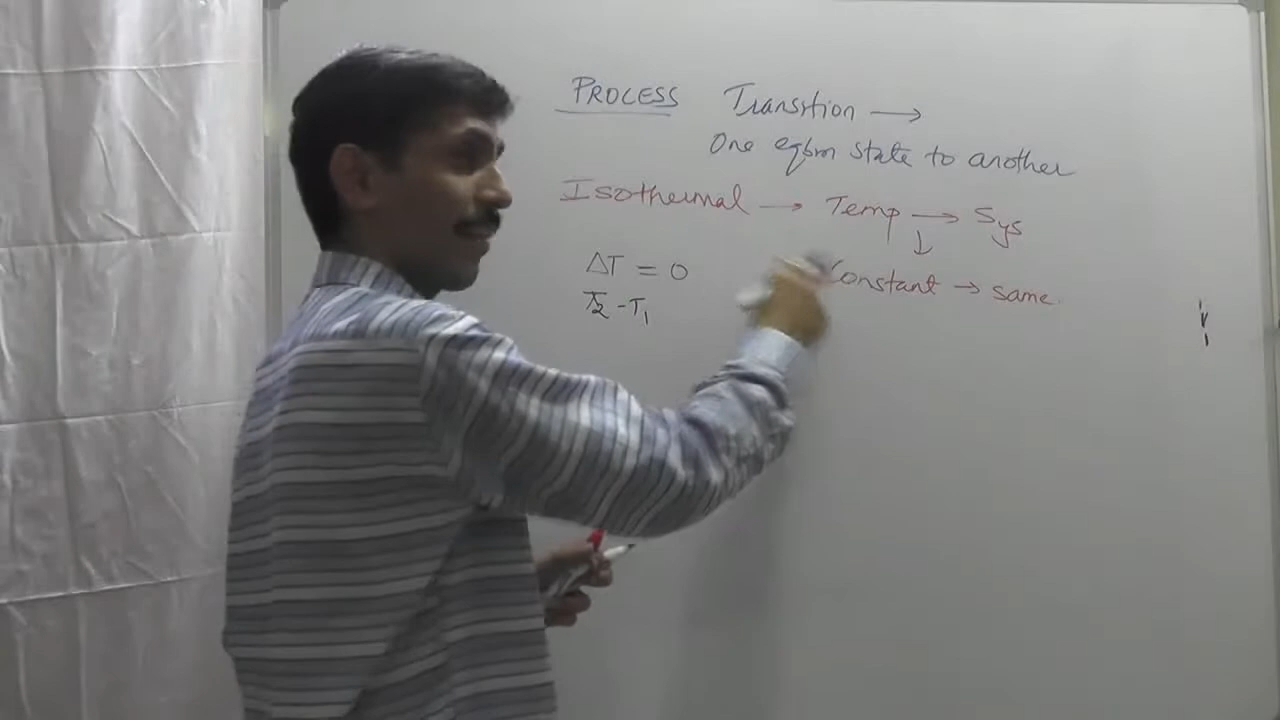 PROCESS Transition →
One eqbm state to another
Isothermal → Temp → Sys
↓
ΔT = 0 Constant → same.
T2 - T1